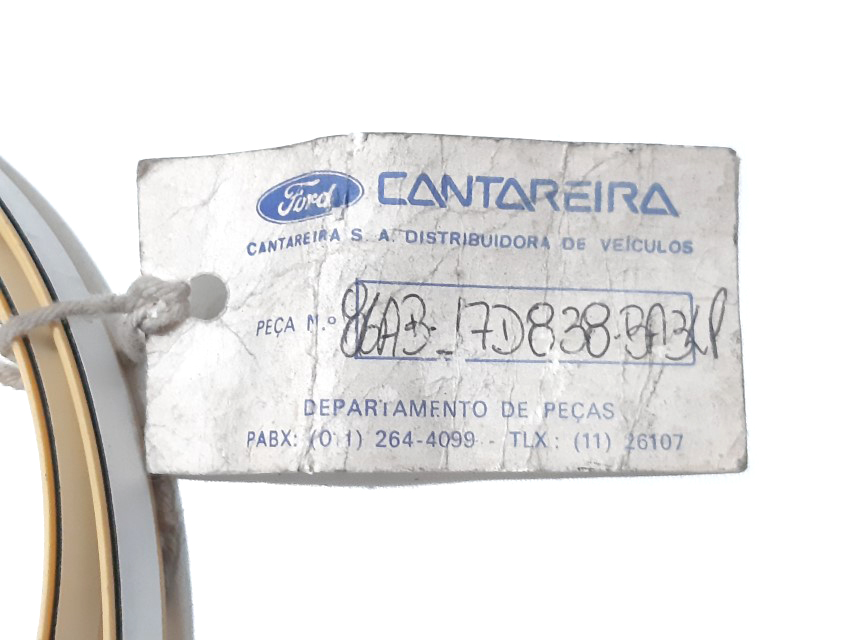 Ford CANTAREIRA
CANTAREIRA S. A. DISTRIBUIDORA DE VEÍCULOS
PEÇA N.º 86AB-17D838-BA3LP
DEPARTAMENTO DE PEÇAS
PABX: (011) 264-4099 - TLX: (11) 26107